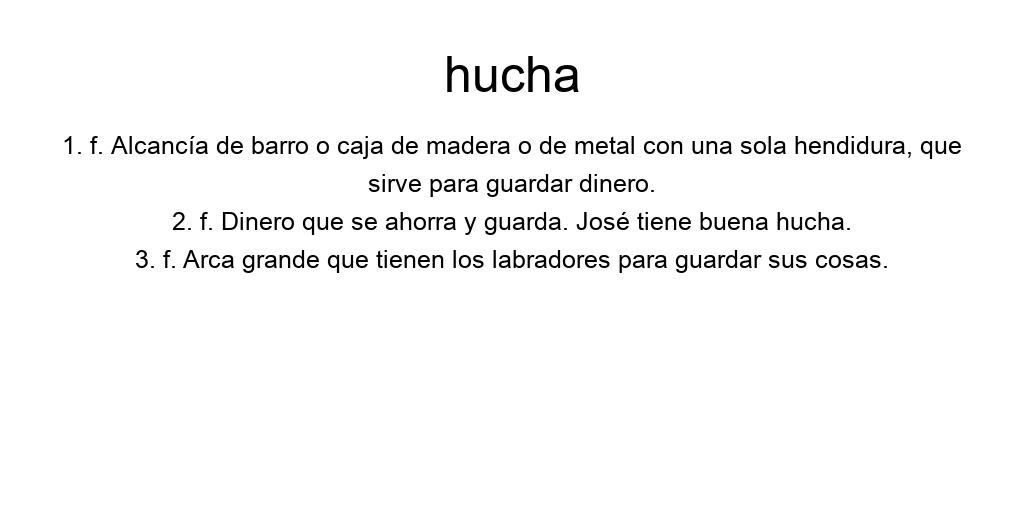 hucha
1. f. Alcancía de barro o caja de madera o de metal con una sola hendidura, que
sirve para guardar dinero.
2. f. Dinero que se ahorra y guarda. José tiene buena hucha.
3. f. Arca grande que tienen los labradores para guardar sus cosas.